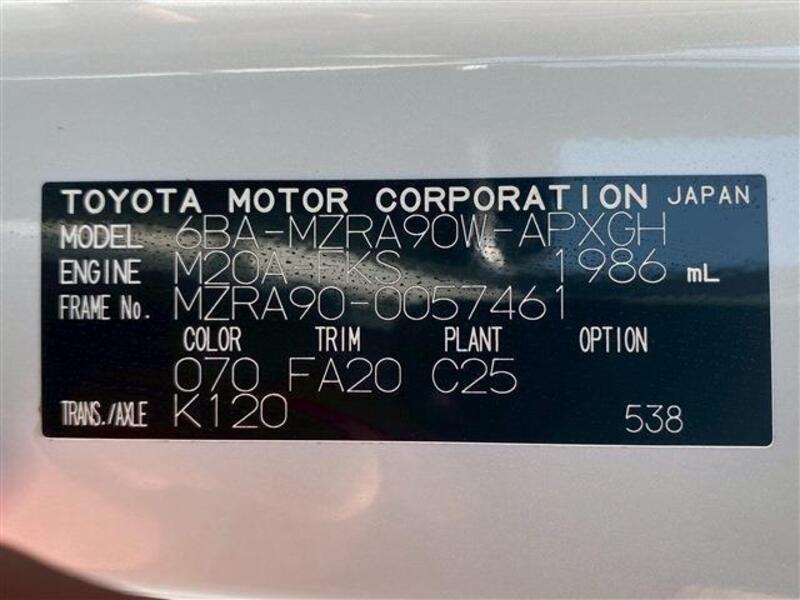 TOYOTA MOTOR CORPORATION JAPAN
MODEL 6BA-MZRA90W-APXGH
ENGINE M20A FKS 1986 mL
FRAME No. MZRA90-0057461
COLOR TRIM PLANT OPTION
070 FA20 C25
TRANS./AXLE K120 538